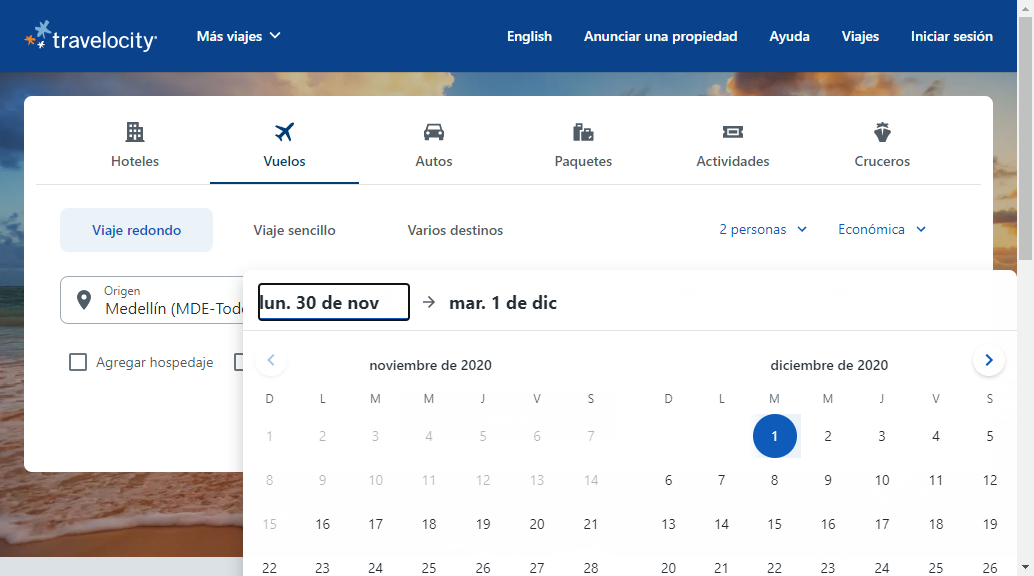 travelocity
Más viajes
English
Anunciar una propiedad
Ayuda
Viajes
Iniciar sesión
Hoteles
Vuelos
Autos
Paquetes
Actividades
Cruceros
Viaje redondo
Viaje sencillo
Varios destinos
2 personas
Económica
Origen
Medellín (MDE-Tod
Agregar hospedaje
lun. 30 de nov
mar. 1 de dic
noviembre de 2020
D L M M J V S
1 2 3 4 5 6 7
8 9 10 11 12 13 14
15 16 17 18 19 20 21
22 23 24 25 26 27 28
diciembre de 2020
D L M M J V S
1 2 3 4 5
6 7 8 9 10 11 12
13 14 15 16 17 18 19
20 21 22 23 24 25 26